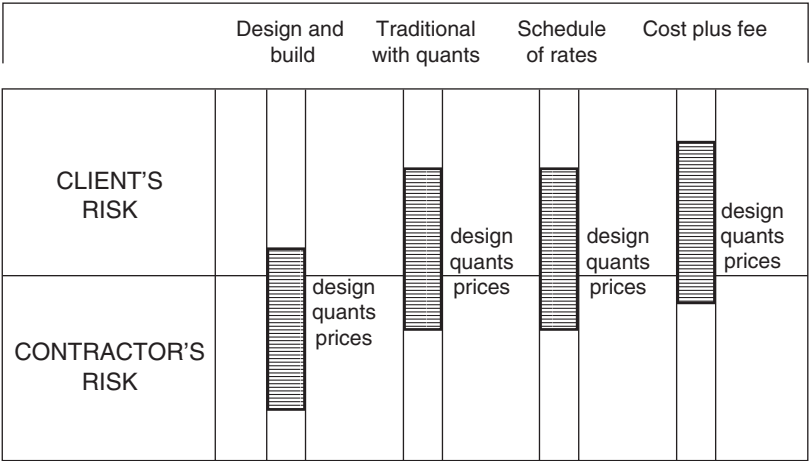 Design and
build
Traditional
with quants
Schedule
of rates
Cost plus fee
CLIENT'S
RISK
CONTRACTOR'S
RISK
design
quants
prices
design
quants
prices
design
quants
prices
design
quants
prices